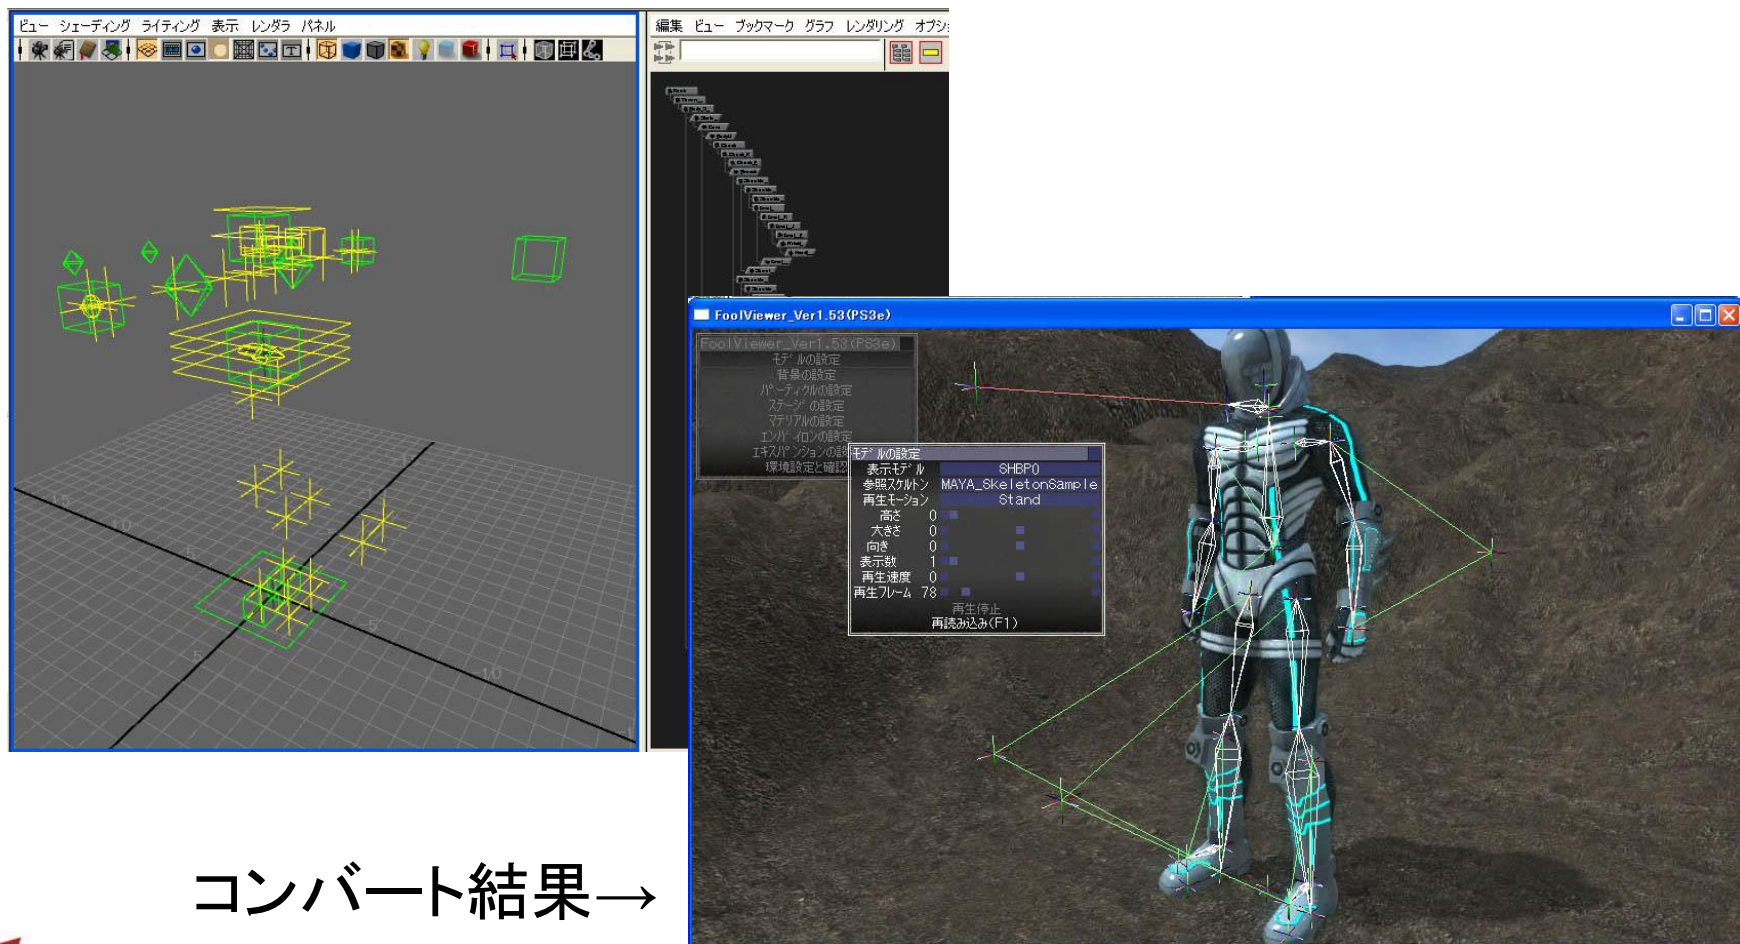 ビュー シェーディング ライティング 表示 レンダラ パネル
編集 ビュー ブックマーク グラフ レンダリング オプシ
15
10
5
5
5
10
FoolViewer_Ver1.53(PS3e)
FoolViewer_Ver1.53(PS3e)
モデルの設定
背景の設定
パーティクルの設定
ステージの設定
マテリアルの設定
エンバイロンの設定
エキスパンションの設
環境設定と確認
モデルの設定
表示モデル SHBP0
参照スケルトン MAYA_SkeletonSample
再生モーション Stand
高さ 0
大きさ 0
向き 0
表示数 1
再生速度 0
再生フレーム 78
再生停止
再読み込み(F1)
コンバート結果→